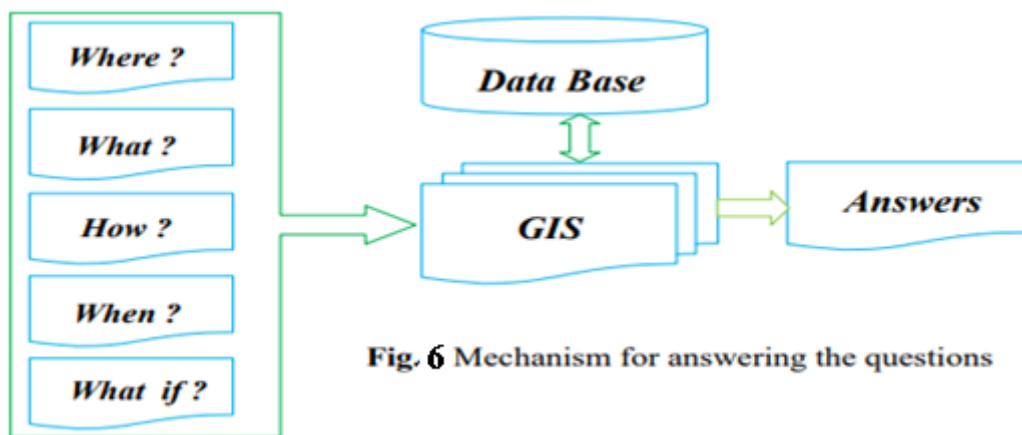 Where ?
What ?
How ?
When ?
What if ?
Data Base
GIS
Answers
Fig. 6 Mechanism for answering the questions